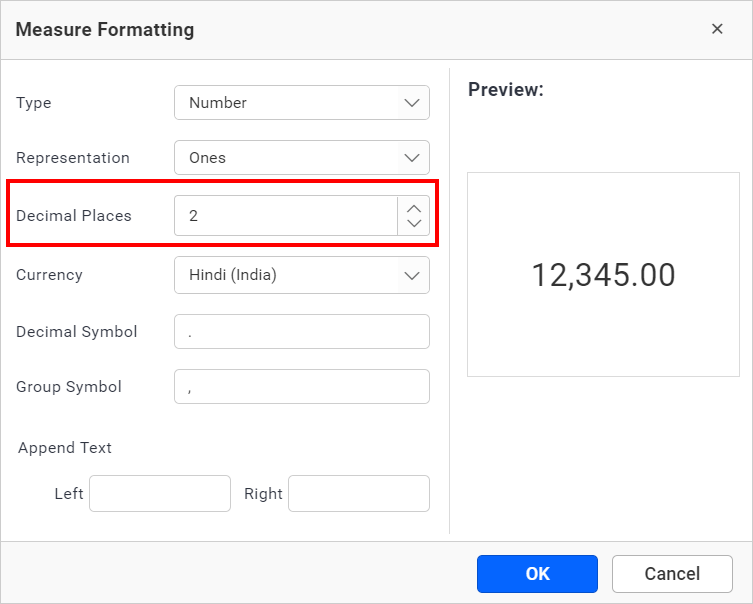 Measure Formatting
Type
Number
Representation
Ones
Decimal Places
2
Currency
Hindi (India)
Decimal Symbol
.
Group Symbol
,
Append Text
Left
Right
Preview:
12,345.00
OK
Cancel